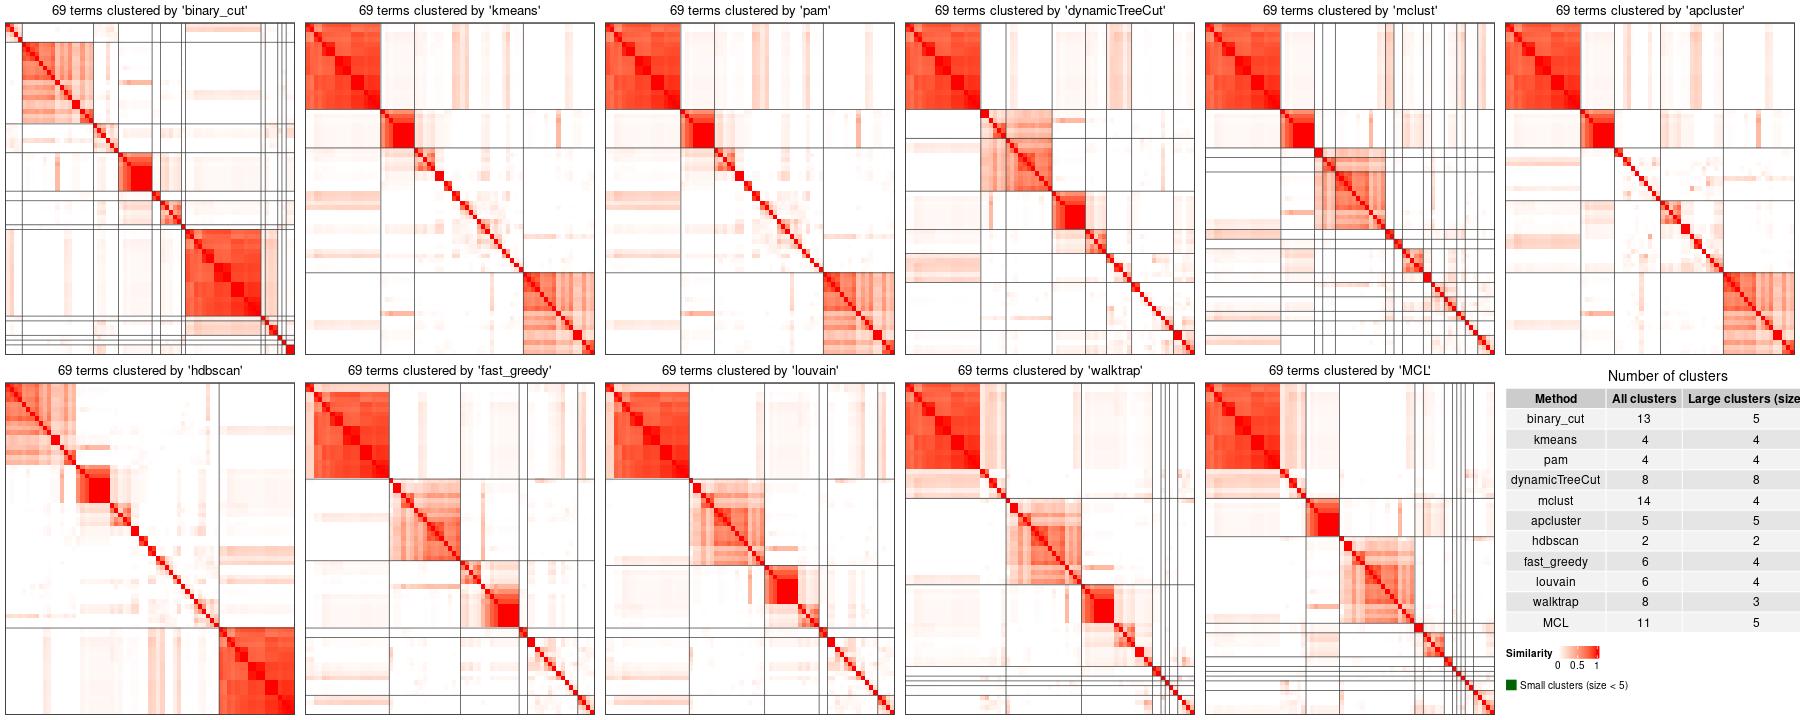 69 terms clustered by 'binary_cut'
69 terms clustered by 'kmeans'
69 terms clustered by 'pam'
69 terms clustered by 'dynamicTreeCut'
69 terms clustered by 'mclust'
69 terms clustered by 'apcluster'
69 terms clustered by 'hdbscan'
69 terms clustered by 'fast_greedy'
69 terms clustered by 'louvain'
69 terms clustered by 'walktrap'
69 terms clustered by 'MCL'
Number of clusters
Method All clusters Large clusters (size
binary_cut 13 5
kmeans 4 4
pam 4 4
dynamicTreeCut 8 8
mclust 14 4
apcluster 5 5
hdbscan 2 2
fast_greedy 6 4
louvain 6 4
walktrap 8 3
MCL 11 5
Similarity
0 0.5 1
Small clusters (size < 5)